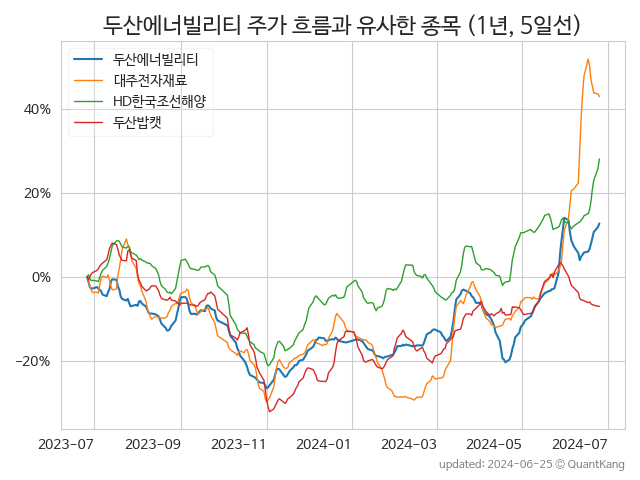 두산에너빌리티 주가 흐름과 유사한 종목 (1년, 5일선)
두산에너빌리티
대주전자재료
HD한국조선해양
두산밥캣
40%
20%
0%
−20%
2023-07 2023-09 2023-11 2024-01 2024-03 2024-05 2024-07
updated: 2024-06-25 © QuantKang